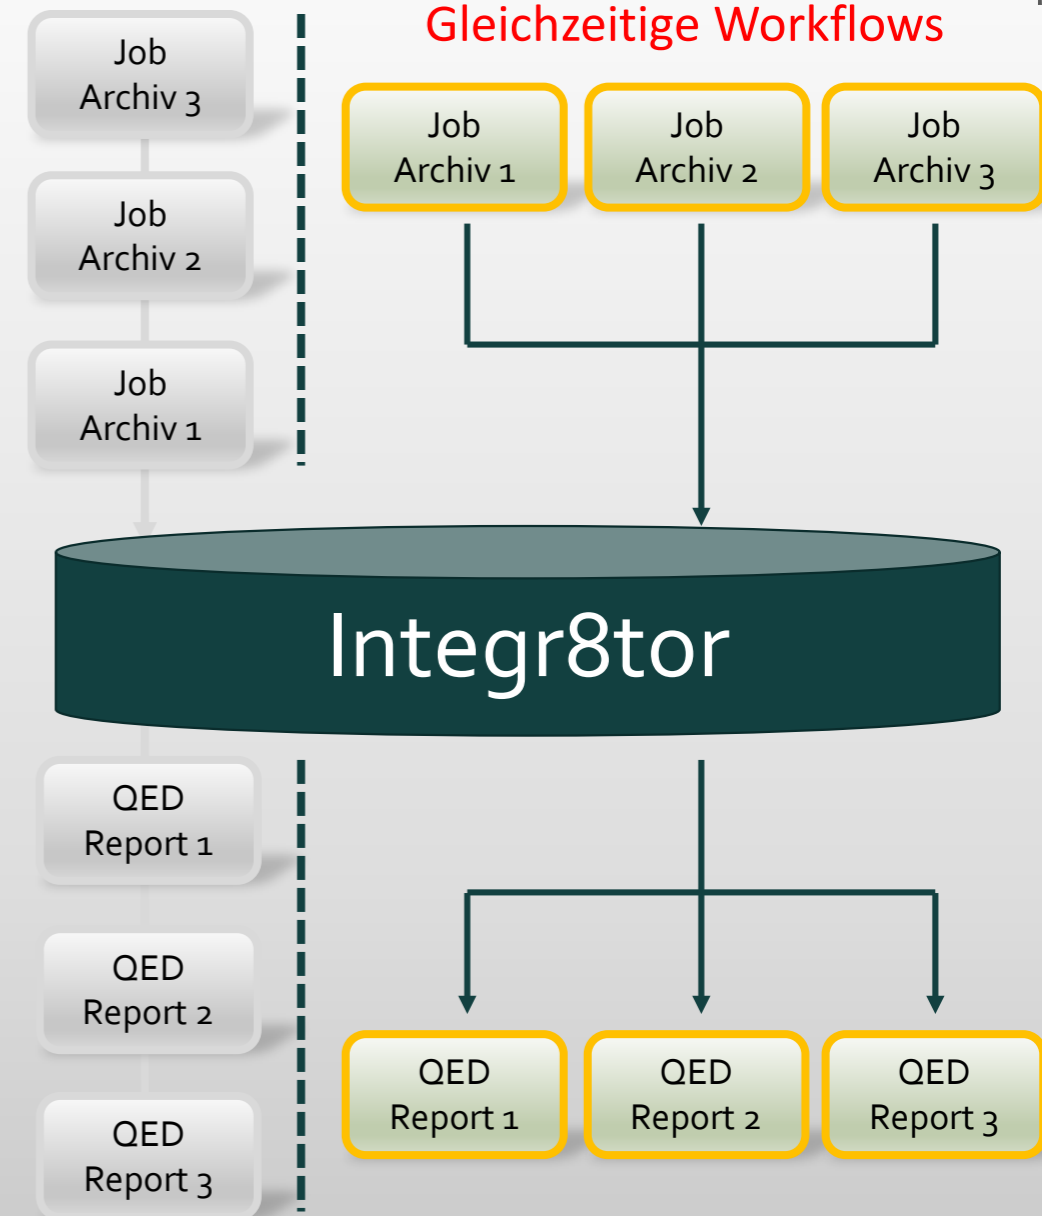 Gleichzeitige Workflows
Job
Archiv 3
Job
Archiv 2
Job
Archiv 1
Job
Archiv 1
Job
Archiv 2
Job
Archiv 3
Integr8tor
QED
Report 1
QED
Report 2
QED
Report 3
QED
Report 1
QED
Report 2
QED
Report 3